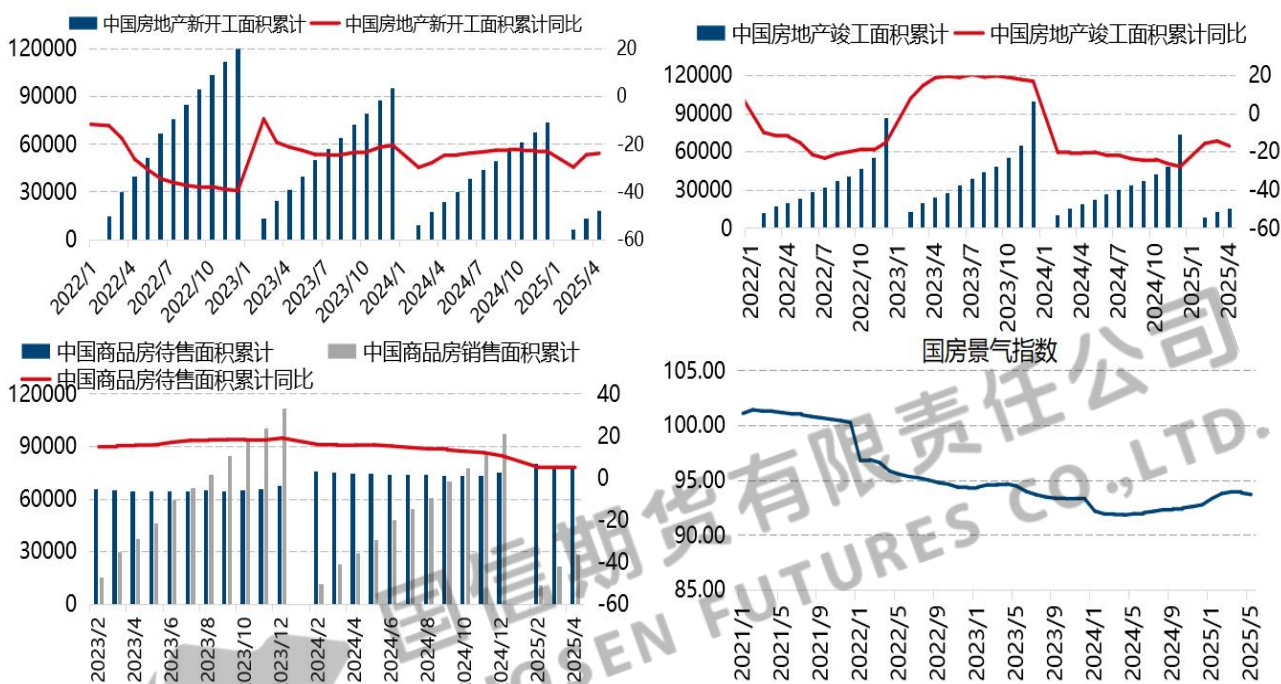 中国房地产新开工面积累计 中国房地产新开工面积累计同比
120000 20
90000 0
60000 -20
30000 -40
0 -60
2022/1 2022/4 2022/7 2022/10 2023/1 2023/4 2023/7 2023/10 2024/1 2024/4 2024/7 2024/10 2025/1 2025/4
中国房地产竣工面积累计 中国房地产竣工面积累计同比
120000 20
90000 0
60000 -20
30000 -40
0 -60
2022/1 2022/4 2022/7 2022/10 2023/1 2023/4 2023/7 2023/10 2024/1 2024/4 2024/7 2024/10 2025/1 2025/4
中国商品房待售面积累计 中国商品房销售面积累计
中国商品房待售面积累计同比
120000 40
90000 20
60000 0
30000 -20
0 -40
-60
2023/2 2023/4 2023/6 2023/8 2023/10 2023/12 2024/2 2024/4 2024/6 2024/8 2024/10 2024/12 2025/2 2025/4
国房景气指数
105.00
100.00
95.00
90.00
85.00
2021/1 2021/5 2021/9 2022/1 2022/5 2022/9 2023/1 2023/5 2023/9 2024/1 2024/5 2024/9 2025/1 2025/5
国信期货有限责任公司
OSEN FUTURES CO.,LTD.